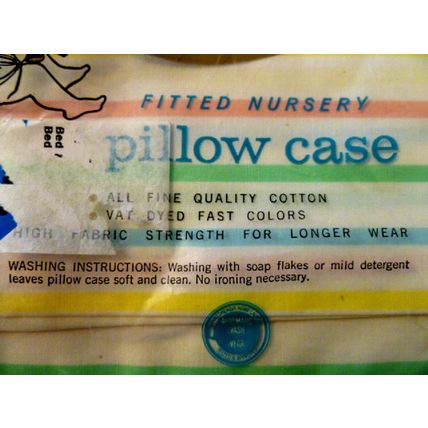 FITTED NURSERY
pillow case
Bed /
Bed
ALL FINE QUALITY COTTON
VAT DYED FAST COLORS
HIGH FABRIC STRENGTH FOR LONGER WEAR
WASHING INSTRUCTIONS: Washing with soap flakes or mild detergent
leaves pillow case soft and clean. No ironing necessary.
WASH